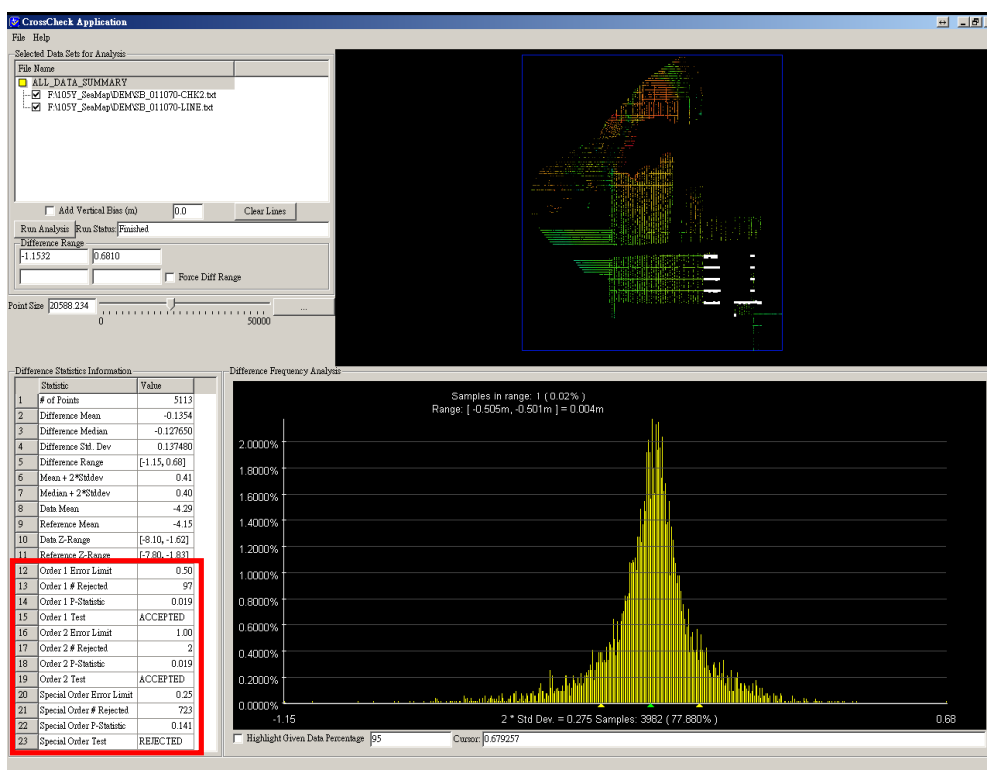 CrossCheck Application
File Help
Selected Data Sets for Analysis
File Name
ALL_DATA_SUMMARY
F:\105Y_SeaMap\DEM\SB_011070-CHK2.txt
F:\105Y_SeaMap\DEM\SB_011070-LINE.txt
Add Vertical Bias (m) 0.0 Clear Lines
Run Analysis Run Status: Finished
Difference Range
-1.1532 0.6810
Force Diff Range
Point Size 20588.234 ...
0 50000
Difference Statistics Information
Statistic Value
1 # of Points 5113
2 Difference Mean -0.1354
3 Difference Median -0.127650
4 Difference Std. Dev 0.137480
5 Difference Range [-1.15, 0.68]
6 Mean + 2*Stddev 0.41
7 Median + 2*Stddev 0.40
8 Data Mean -4.29
9 Reference Mean -4.15
10 Data Z-Range [-8.10, -1.62]
11 Reference Z-Range [-7.80, -1.83]
12 Order 1 Error Limit 0.50
13 Order 1 # Rejected 97
14 Order 1 P-Statistic 0.019
15 Order 1 Test ACCEPTED
16 Order 2 Error Limit 1.00
17 Order 2 # Rejected 2
18 Order 2 P-Statistic 0.019
19 Order 2 Test ACCEPTED
20 Special Order Error Limit 0.25
21 Special Order # Rejected 723
22 Special Order P-Statistic 0.141
23 Special Order Test REJECTED
Difference Frequency Analysis
Samples in range: 1 ( 0.02% )
Range: [ -0.505m, -0.501m ] = 0.004m
2.0000%
1.8000%
1.6000%
1.4000%
1.2000%
1.0000%
0.8000%
0.6000%
0.4000%
0.2000%
0.0000%
-1.15 2 * Std Dev. = 0.275 Samples: 3982 ( 77.880% ) 0.68
Highlight Given Data Percentage 95 Cursor: 0.679257